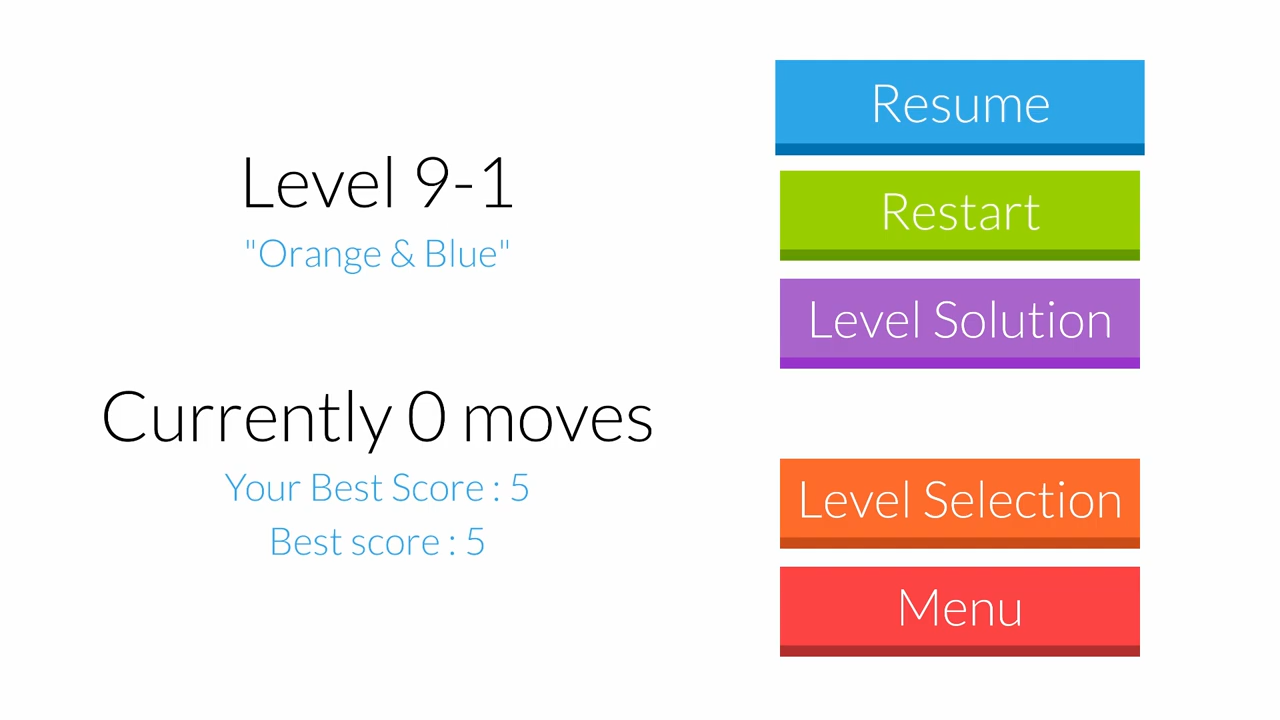 Level 9-1
"Orange & Blue"
Currently 0 moves
Your Best Score : 5
Best score : 5
Resume
Restart
Level Solution
Level Selection
Menu